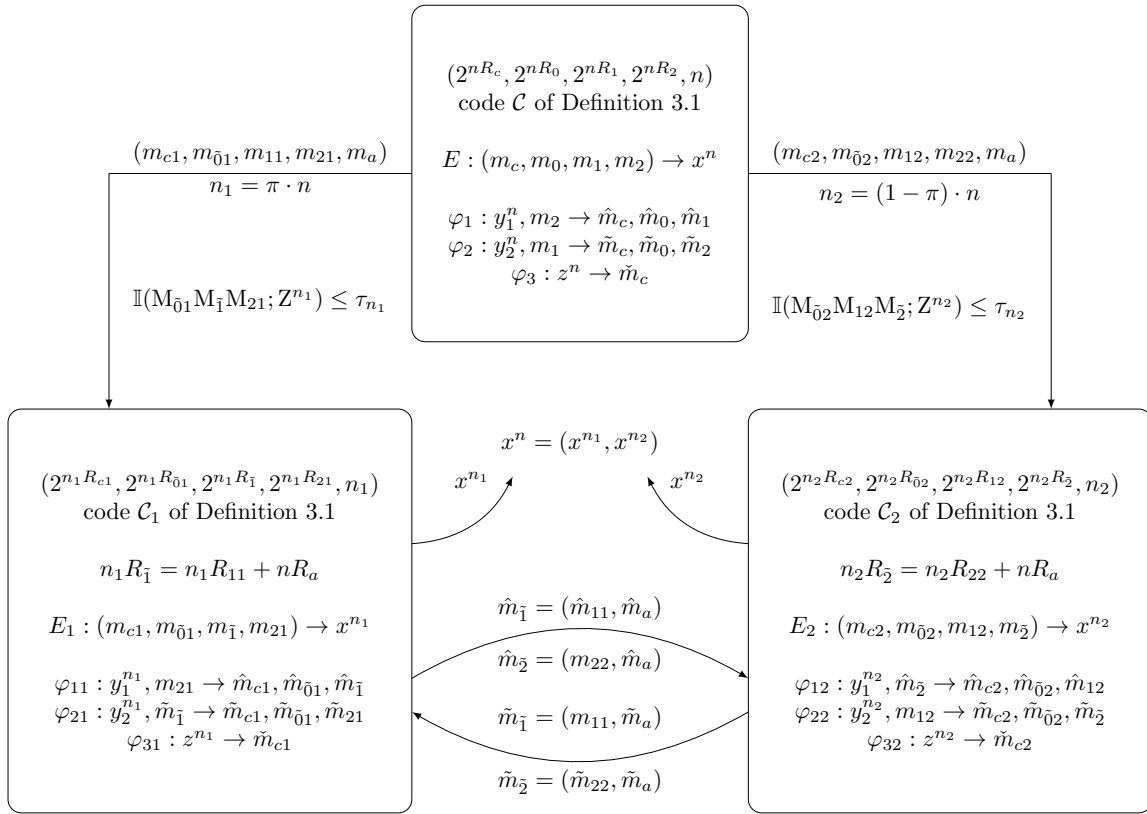 (2^{nR_c}, 2^{nR_0}, 2^{nR_1}, 2^{nR_2}, n)
code 𝒞 of Definition 3.1
E : (m_c, m_0, m_1, m_2) → x^n
φ_1 : y_1^n, m_2 → m̂_c, m̂_0, m̂_1
φ_2 : y_2^n, m_1 → m̃_c, m̃_0, m̃_2
φ_3 : z^n → m̌_c
(m_{c1}, m_{0̃1}, m_{11}, m_{21}, m_a)
n_1 = π · n
𝕀(M_{0̃1}M_{1̃}M_{21}; Z^{n_1}) ≤ τ_{n_1}
(m_{c2}, m_{0̃2}, m_{12}, m_{22}, m_a)
n_2 = (1 − π) · n
𝕀(M_{0̃2}M_{12}M_{2̃}; Z^{n_2}) ≤ τ_{n_2}
(2^{n_1R_{c1}}, 2^{n_1R_{0̃1}}, 2^{n_1R_{1̃}}, 2^{n_1R_{21}}, n_1)
code 𝒞_1 of Definition 3.1
n_1R_{1̃} = n_1R_{11} + nR_a
E_1 : (m_{c1}, m_{0̃1}, m_{1̃}, m_{21}) → x^{n_1}
φ_{11} : y_1^{n_1}, m_{21} → m̂_{c1}, m̂_{0̃1}, m̂_{1̃}
φ_{21} : y_2^{n_1}, m̃_{1̃} → m̃_{c1}, m̃_{0̃1}, m̃_{21}
φ_{31} : z^{n_1} → m̌_{c1}
x^n = (x^{n_1}, x^{n_2})
x^{n_1}
x^{n_2}
m̂_{1̃} = (m̂_{11}, m̂_a)
m̂_{2̃} = (m_{22}, m̂_a)
m̃_{1̃} = (m_{11}, m̃_a)
m̃_{2̃} = (m̃_{22}, m̃_a)
(2^{n_2R_{c2}}, 2^{n_2R_{0̃2}}, 2^{n_2R_{12}}, 2^{n_2R_{2̃}}, n_2)
code 𝒞_2 of Definition 3.1
n_2R_{2̃} = n_2R_{22} + nR_a
E_2 : (m_{c2}, m_{0̃2}, m_{12}, m_{2̃}) → x^{n_2}
φ_{12} : y_1^{n_2}, m̂_{2̃} → m̂_{c2}, m̂_{0̃2}, m̂_{12}
φ_{22} : y_2^{n_2}, m_{12} → m̃_{c2}, m̃_{0̃2}, m̃_{2̃}
φ_{32} : z^{n_2} → m̌_{c2}